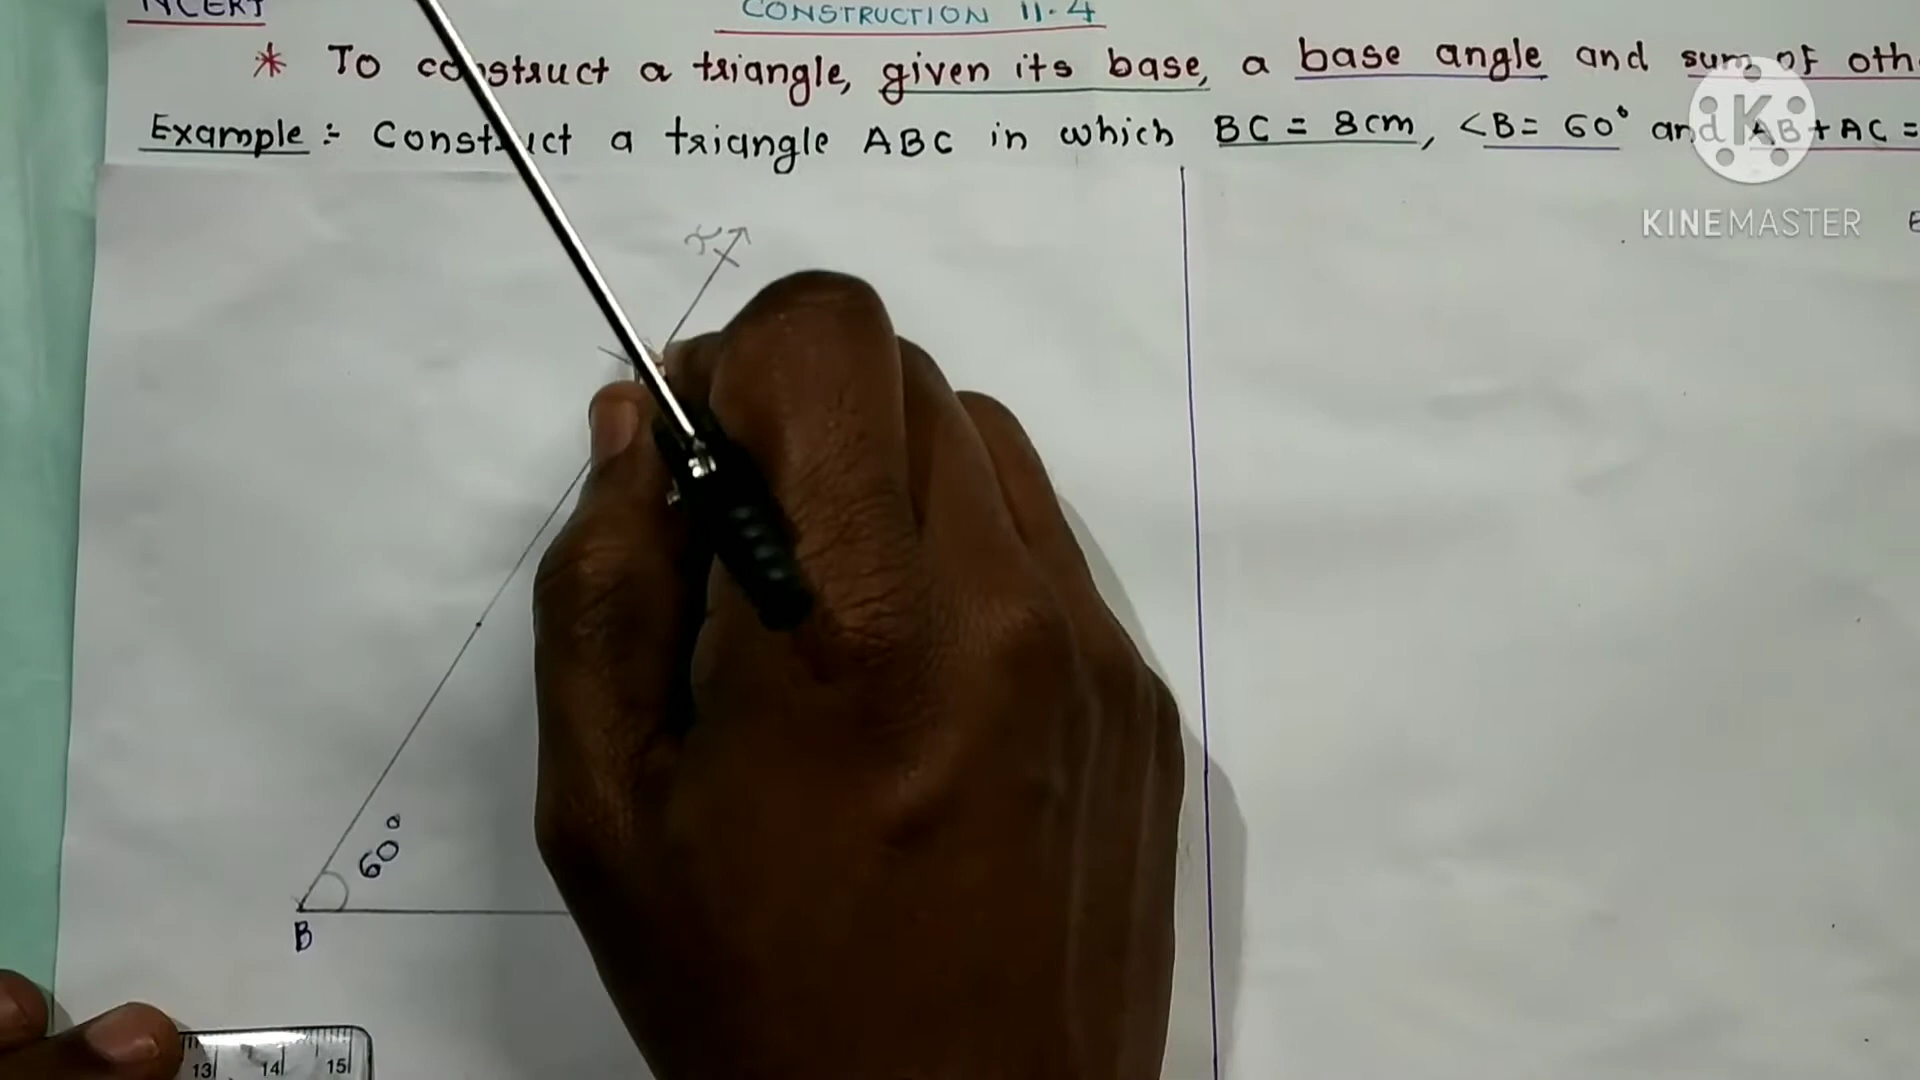 NCERT
CONSTRUCTION 11.4
* To construct a triangle, given its base, a base angle and sum of oth
Example :- Construct a triangle ABC in which BC = 8cm, <B= 60° and AB + AC =
KINEMASTER
60°
B
13 14 15